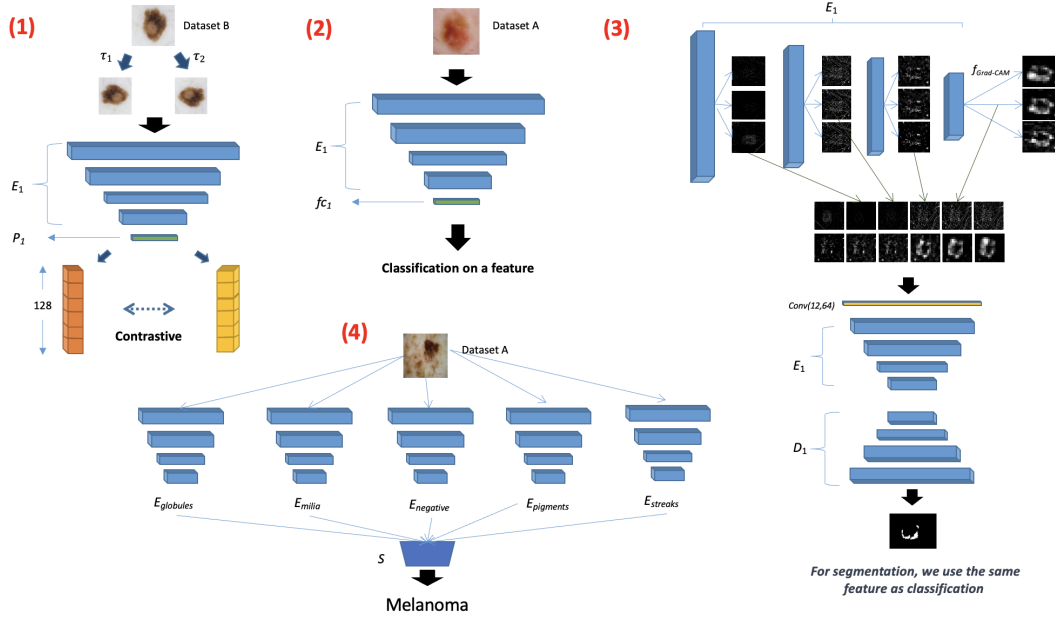 (1)
Dataset B
τ1
τ2
E1
P1
128
Contrastive
(2)
Dataset A
E1
fc1
Classification on a feature
(3)
E1
fGrad-CAM
Conv(12,64)
E1
D1
For segmentation, we use the same
feature as classification
(4)
Dataset A
Eglobules
Emilia
Enegative
Epigments
Estreaks
S
Melanoma